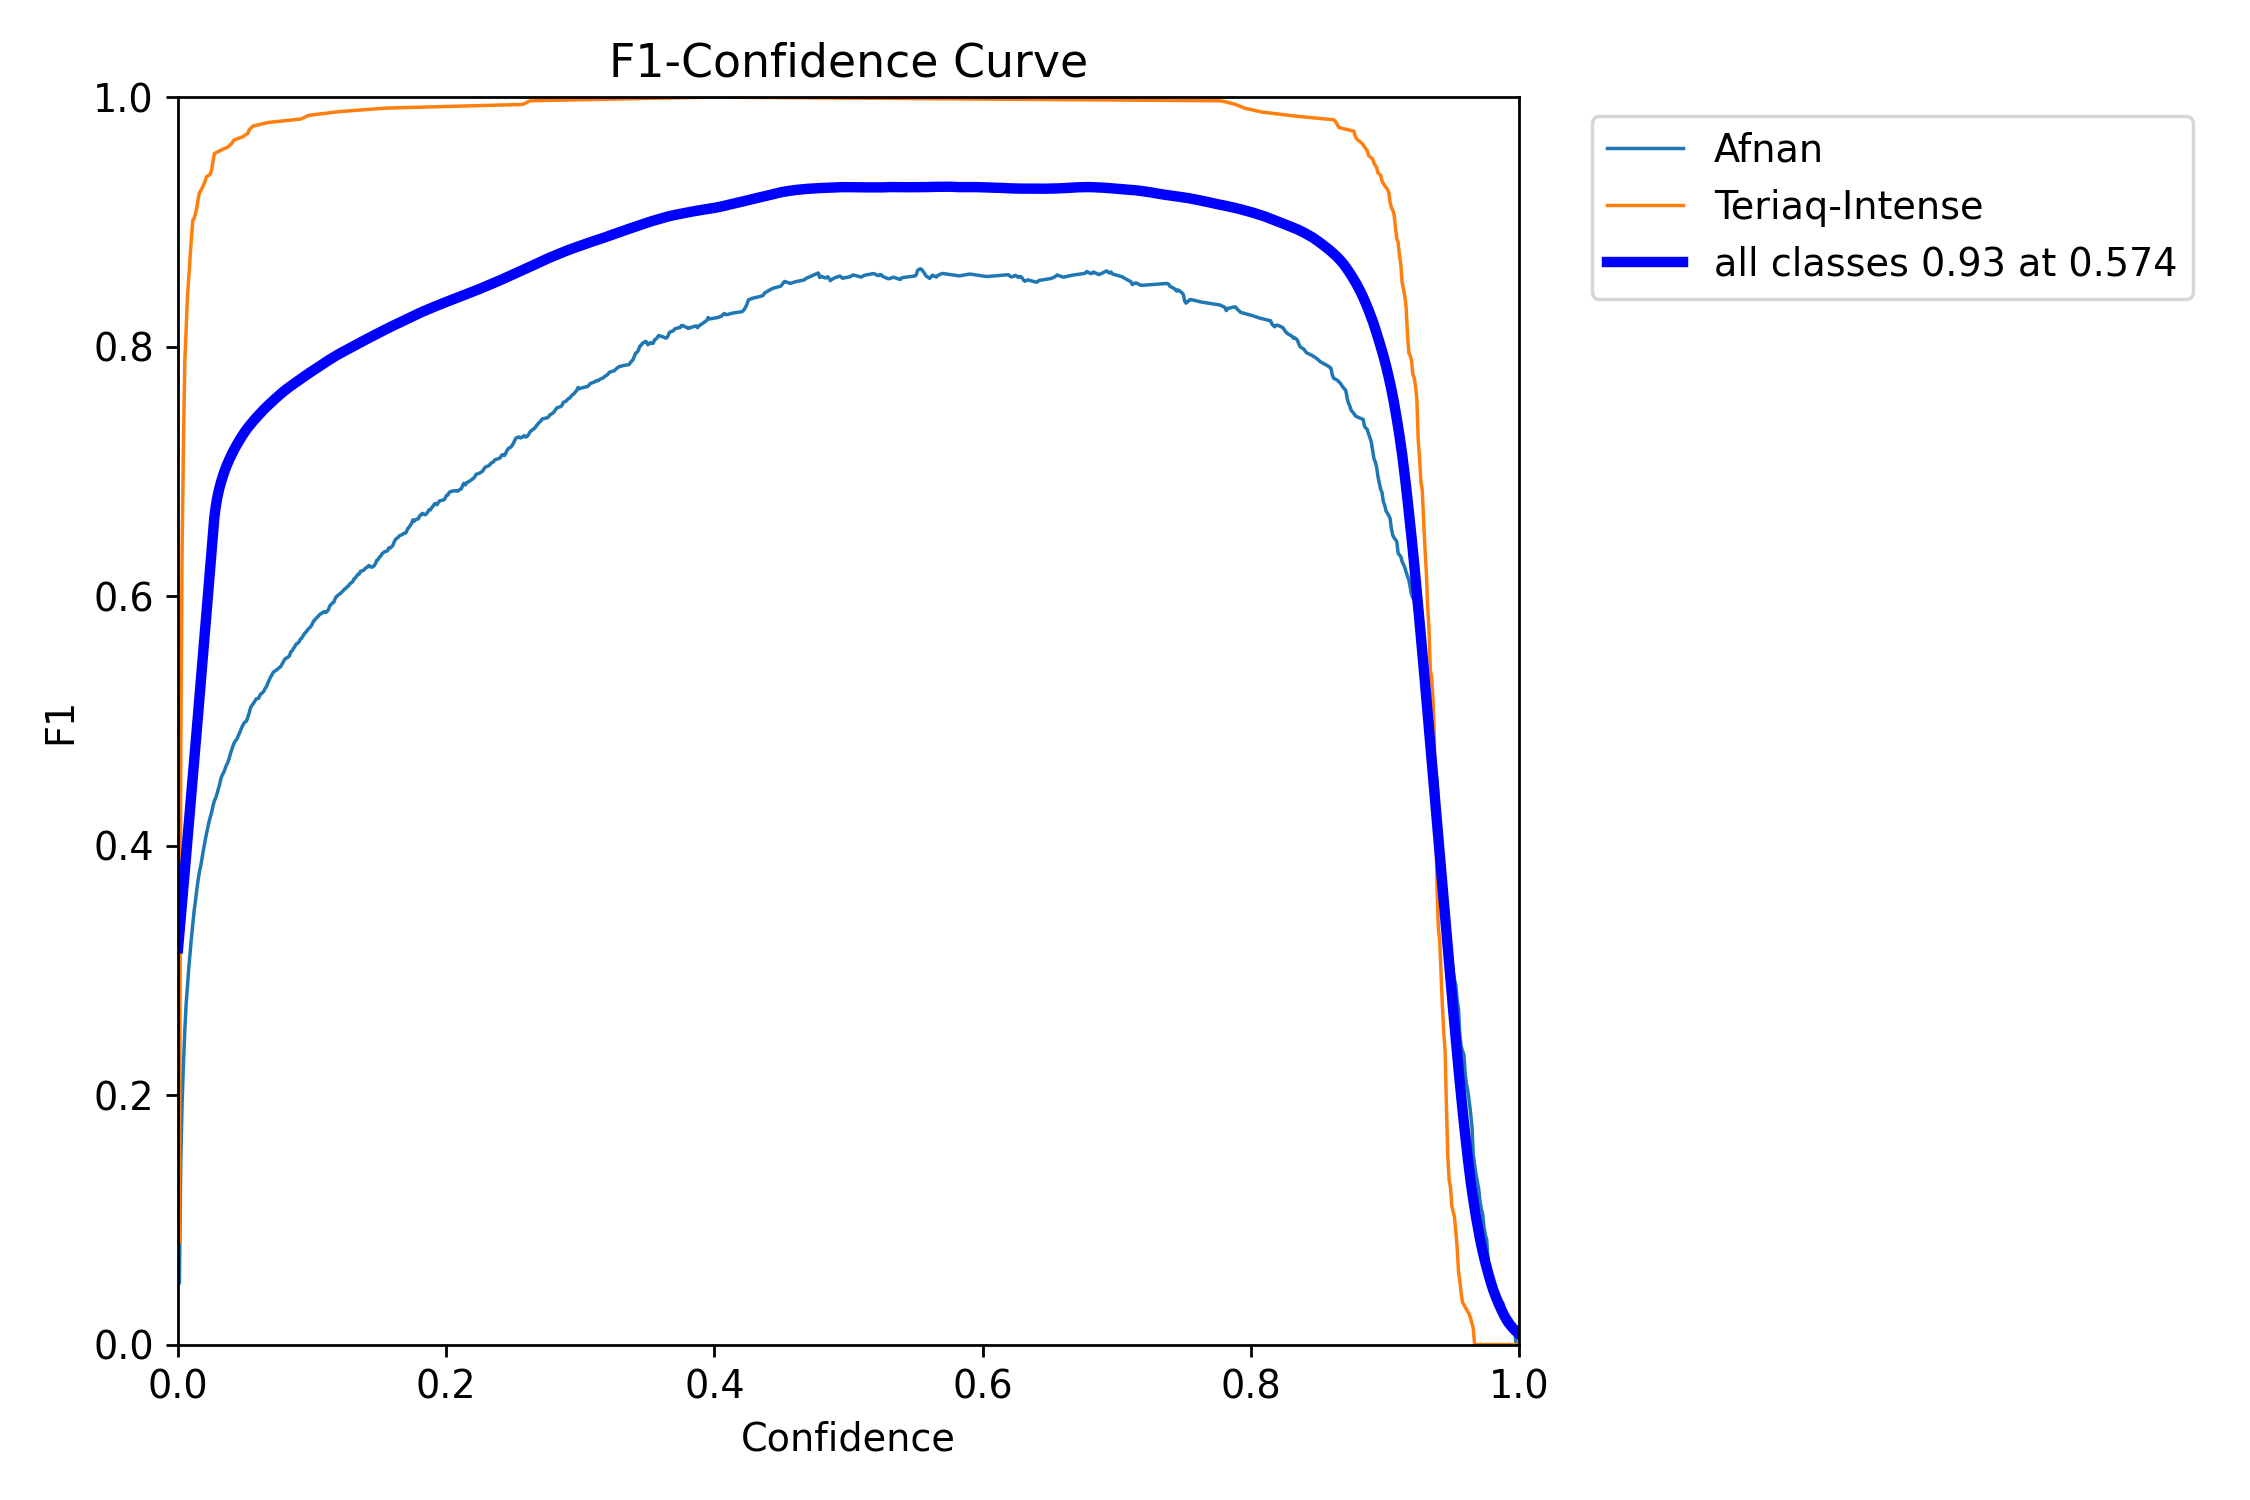 F1-Confidence Curve
1.0
0.8
0.6
0.4
0.2
0.0
F1
0.0 0.2 0.4 0.6 0.8 1.0
Confidence
Afnan
Teriaq-Intense
all classes 0.93 at 0.574